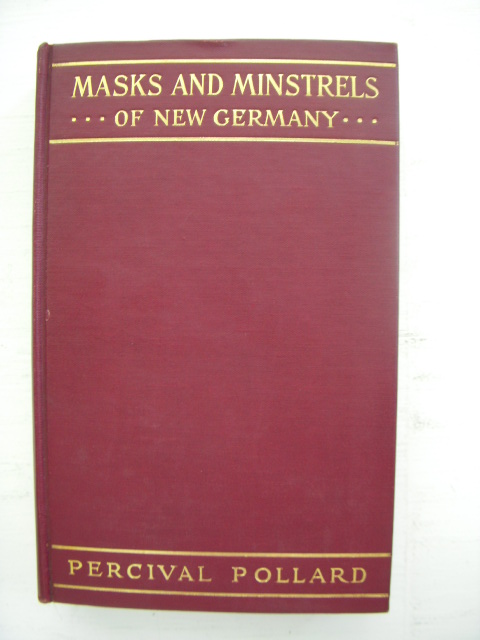 MASKS AND MINSTRELS
··· OF NEW GERMANY ···
PERCIVAL POLLARD